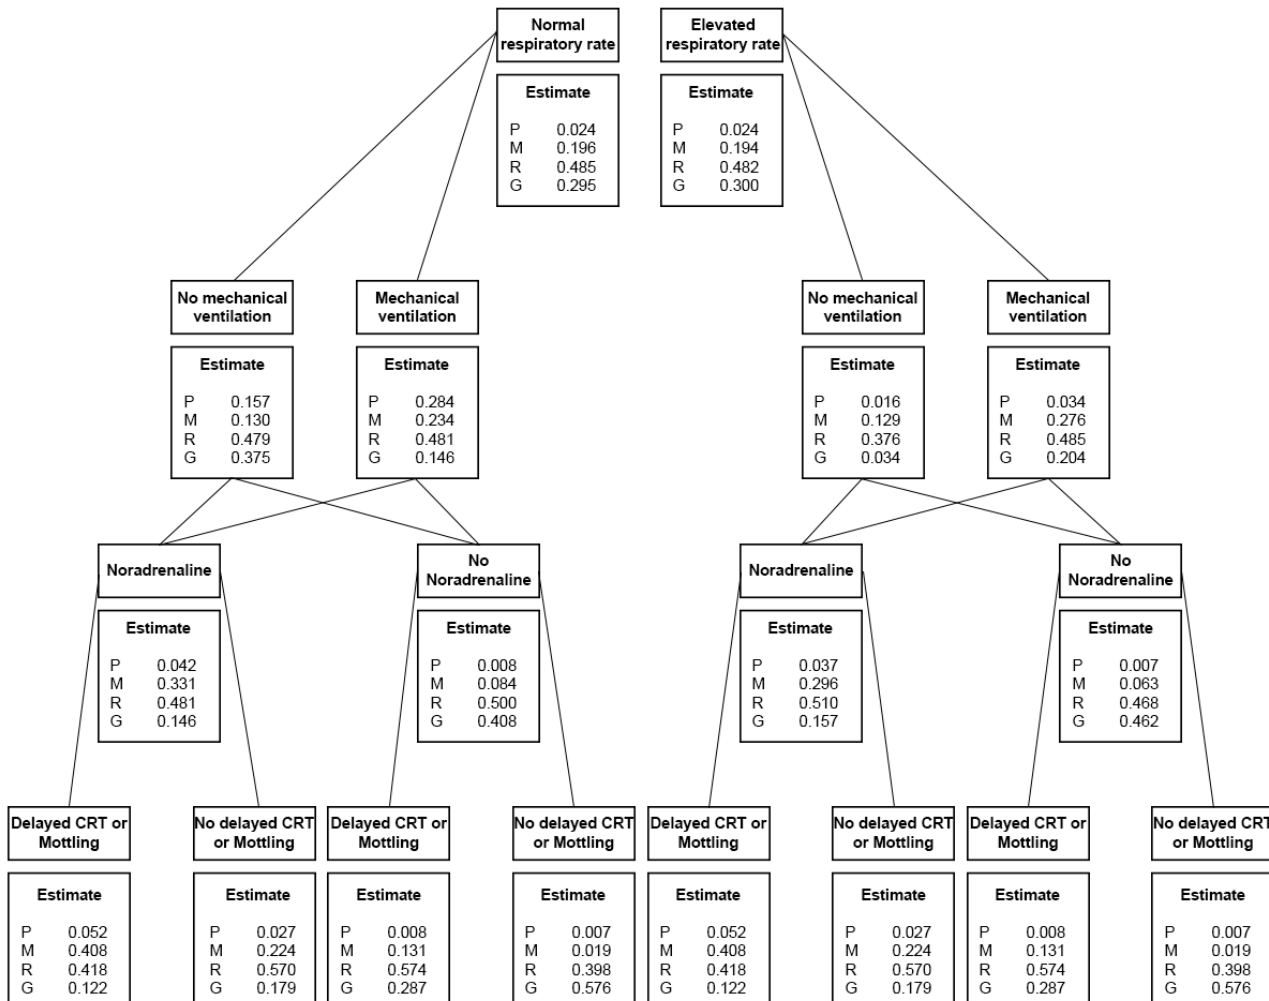 Normal
respiratory rate
Elevated
respiratory rate
Estimate
P 0.024
M 0.196
R 0.485
G 0.295
Estimate
P 0.024
M 0.194
R 0.482
G 0.300
No mechanical
ventilation
Mechanical
ventilation
No mechanical
ventilation
Mechanical
ventilation
Estimate
P 0.157
M 0.130
R 0.479
G 0.375
Estimate
P 0.284
M 0.234
R 0.481
G 0.146
Estimate
P 0.016
M 0.129
R 0.376
G 0.034
Estimate
P 0.034
M 0.276
R 0.485
G 0.204
Noradrenaline
No
Noradrenaline
Noradrenaline
No
Noradrenaline
Estimate
P 0.042
M 0.331
R 0.481
G 0.146
Estimate
P 0.008
M 0.084
R 0.500
G 0.408
Estimate
P 0.037
M 0.296
R 0.510
G 0.157
Estimate
P 0.007
M 0.063
R 0.468
G 0.462
Delayed CRT or
Mottling
No delayed CRT
or Mottling
Delayed CRT or
Mottling
No delayed CRT
or Mottling
Delayed CRT or
Mottling
No delayed CRT
or Mottling
Delayed CRT or
Mottling
No delayed CRT
or Mottling
Estimate
P 0.052
M 0.408
R 0.418
G 0.122
Estimate
P 0.027
M 0.224
R 0.570
G 0.179
Estimate
P 0.008
M 0.131
R 0.574
G 0.287
Estimate
P 0.007
M 0.019
R 0.398
G 0.576
Estimate
P 0.052
M 0.408
R 0.418
G 0.122
Estimate
P 0.027
M 0.224
R 0.570
G 0.179
Estimate
P 0.008
M 0.131
R 0.574
G 0.287
Estimate
P 0.007
M 0.019
R 0.398
G 0.576